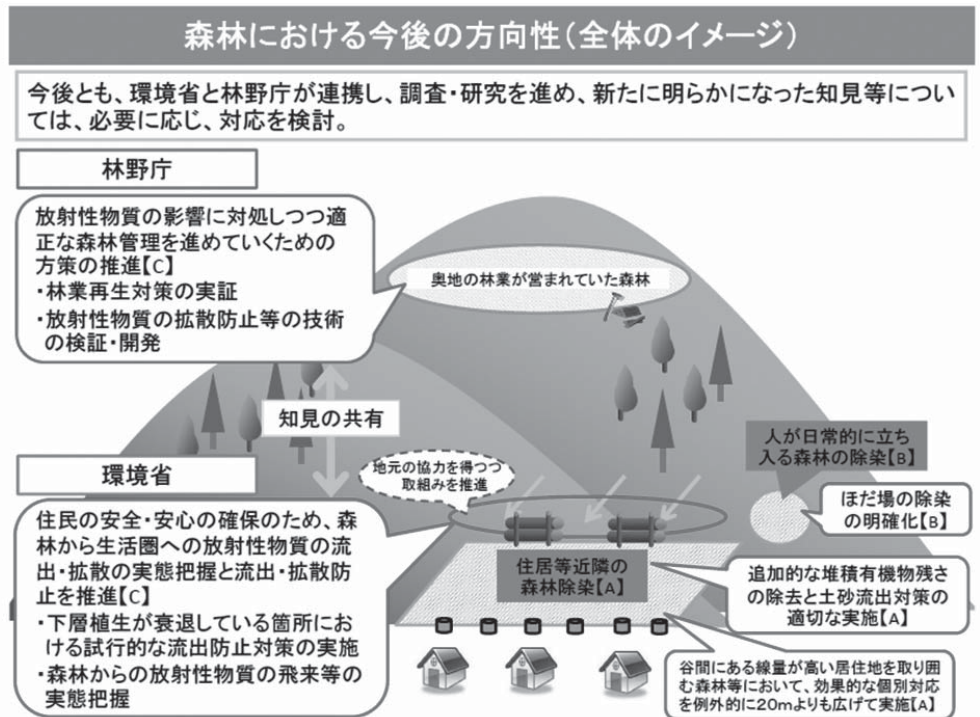 森林における今後の方向性(全体のイメージ)
今後とも、環境省と林野庁が連携し、調査・研究を進め、新たに明らかになった知見等につい
ては、必要に応じ、対応を検討。
林野庁
放射性物質の影響に対処しつつ適
正な森林管理を進めていくための
方策の推進【C】
・林業再生対策の実証
・放射性物質の拡散防止等の技術
の検証・開発
奥地の林業が営まれていた森林
知見の共有
環境省
地元の協力を得つつ
取組みを推進
人が日常的に立ち
入る森林の除染【B】
ほだ場の除染
の明確化【B】
住民の安全・安心の確保のため、森
林から生活圏への放射性物質の流
出・拡散の実態把握と流出・拡散防
止を推進【C】
・下層植生が衰退している箇所にお
ける試行的な流出防止対策の実施
・森林からの放射性物質の飛来等の
実態把握
住居等近隣の
森林除染【A】
追加的な堆積有機物残さ
の除去と土砂流出対策の
適切な実施【A】
谷間にある線量が高い居住地を取り囲
む森林等において、効果的な個別対応
を例外的に20mよりも広げて実施【A】